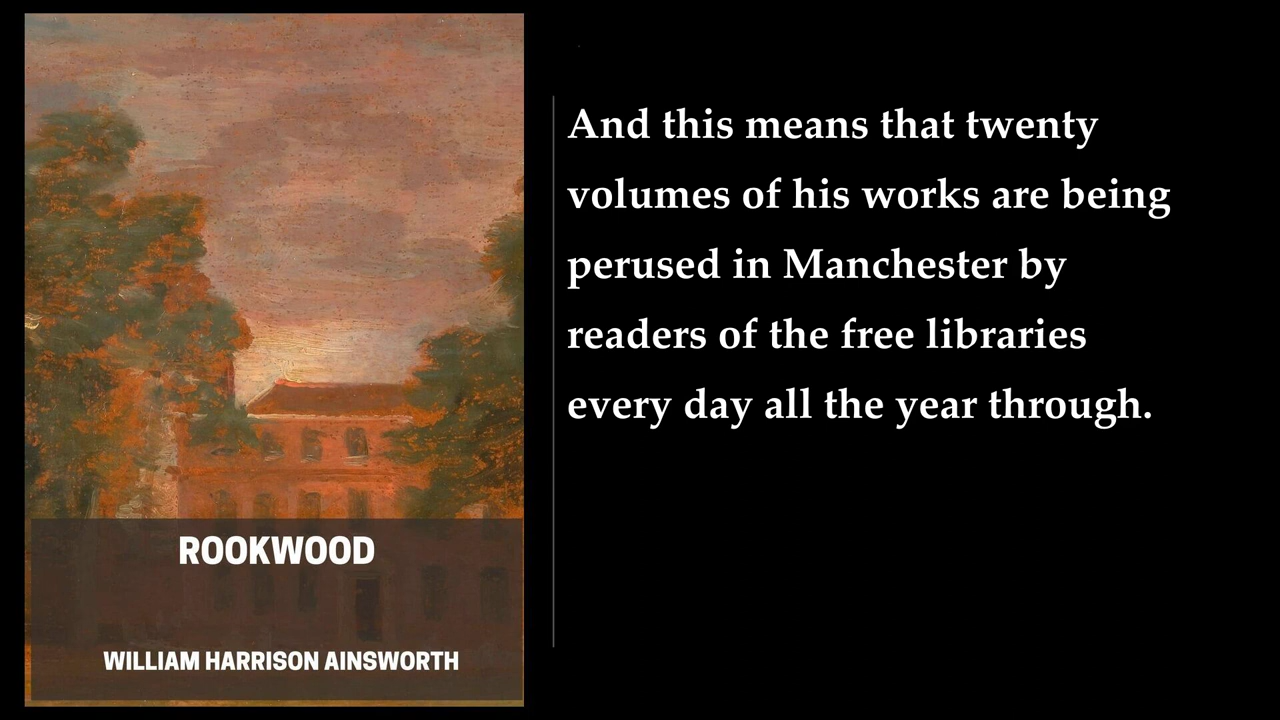 ROOKWOOD
WILLIAM HARRISON AINSWORTH
And this means that twenty
volumes of his works are being
perused in Manchester by
readers of the free libraries
every day all the year through.